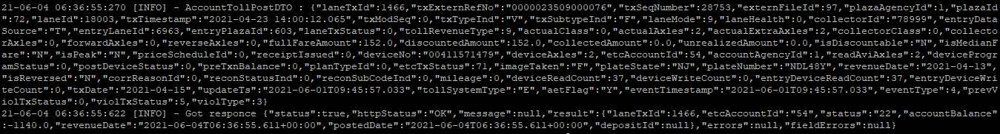 21-06-04 06:36:55:270 [INFO] - AccountTollPostDTO : {"laneTxId":1466,"txExternRefNo":"0000023509000076","txSeqNumber":28753,"externFileId":97,"plazaAgencyId":1,"plazaId
":72,"laneId":18003,"txTimestamp":"2021-04-23 14:00:12.065","txModSeq":0,"txTypeInd":"V","txSubtypeInd":"F","laneMode":9,"laneHealth":0,"collectorId":"78999","entryData
Source":"T","entryLaneId":6963,"entryPlazaId":603,"laneTxStatus":0,"tollRevenueType":9,"actualClass":0,"actualAxles":2,"actualExtraAxles":2,"collectorClass":0,"collecto
rAxles":0,"forwardAxles":0,"reverseAxles":0,"fullFareAmount":152.0,"discountedAmount":152.0,"collectedAmount":0.0,"unrealizedAmount":0.0,"isDiscountable":"N","isMedianF
are":"N","isPeak":"N","priceScheduleId":0,"receiptIssued":0,"deviceNo":"00411571479","deviceAxles":2,"etcAccountId":54,"accountAgencyId":1,"readAviAxles":2,"deviceProgr
amStatus":0,"postDeviceStatus":0,"preTxnBalance":0,"planTypeId":0,"etcTxStatus":71,"imageTaken":"F","plateState":"NJ","plateNumber":"NDL48Y","revenueDate":"2021-04-13",
"isReversed":"N","corrReasonId":0,"reconStatusInd":0,"reconSubCodeInd":0,"mileage":0,"deviceReadCount":37,"deviceWriteCount":0,"entryDeviceReadCount":37,"entryDeviceWri
teCount":0,"txDate":"2021-04-15","updateTs":"2021-06-01T09:45:57.033","tollSystemType":"E","aetFlag":"Y","eventTimestamp":"2021-06-01T09:45:57.033","eventType":4,"prevV
iolTxStatus":0,"violTxStatus":5,"violType":3}
21-06-04 06:36:55:622 [INFO] - Got responce {"status":true,"httpStatus":"OK","message":null,"result":{"laneTxId":1466,"etcAccountId":"54","status":"22","accountBalance"
:-1140.0,"revenueDate":"2021-06-04T06:36:55.611+00:00","postedDate":"2021-06-04T06:36:55.611+00:00","depositId":null},"errors":null,"fieldErrors":null}